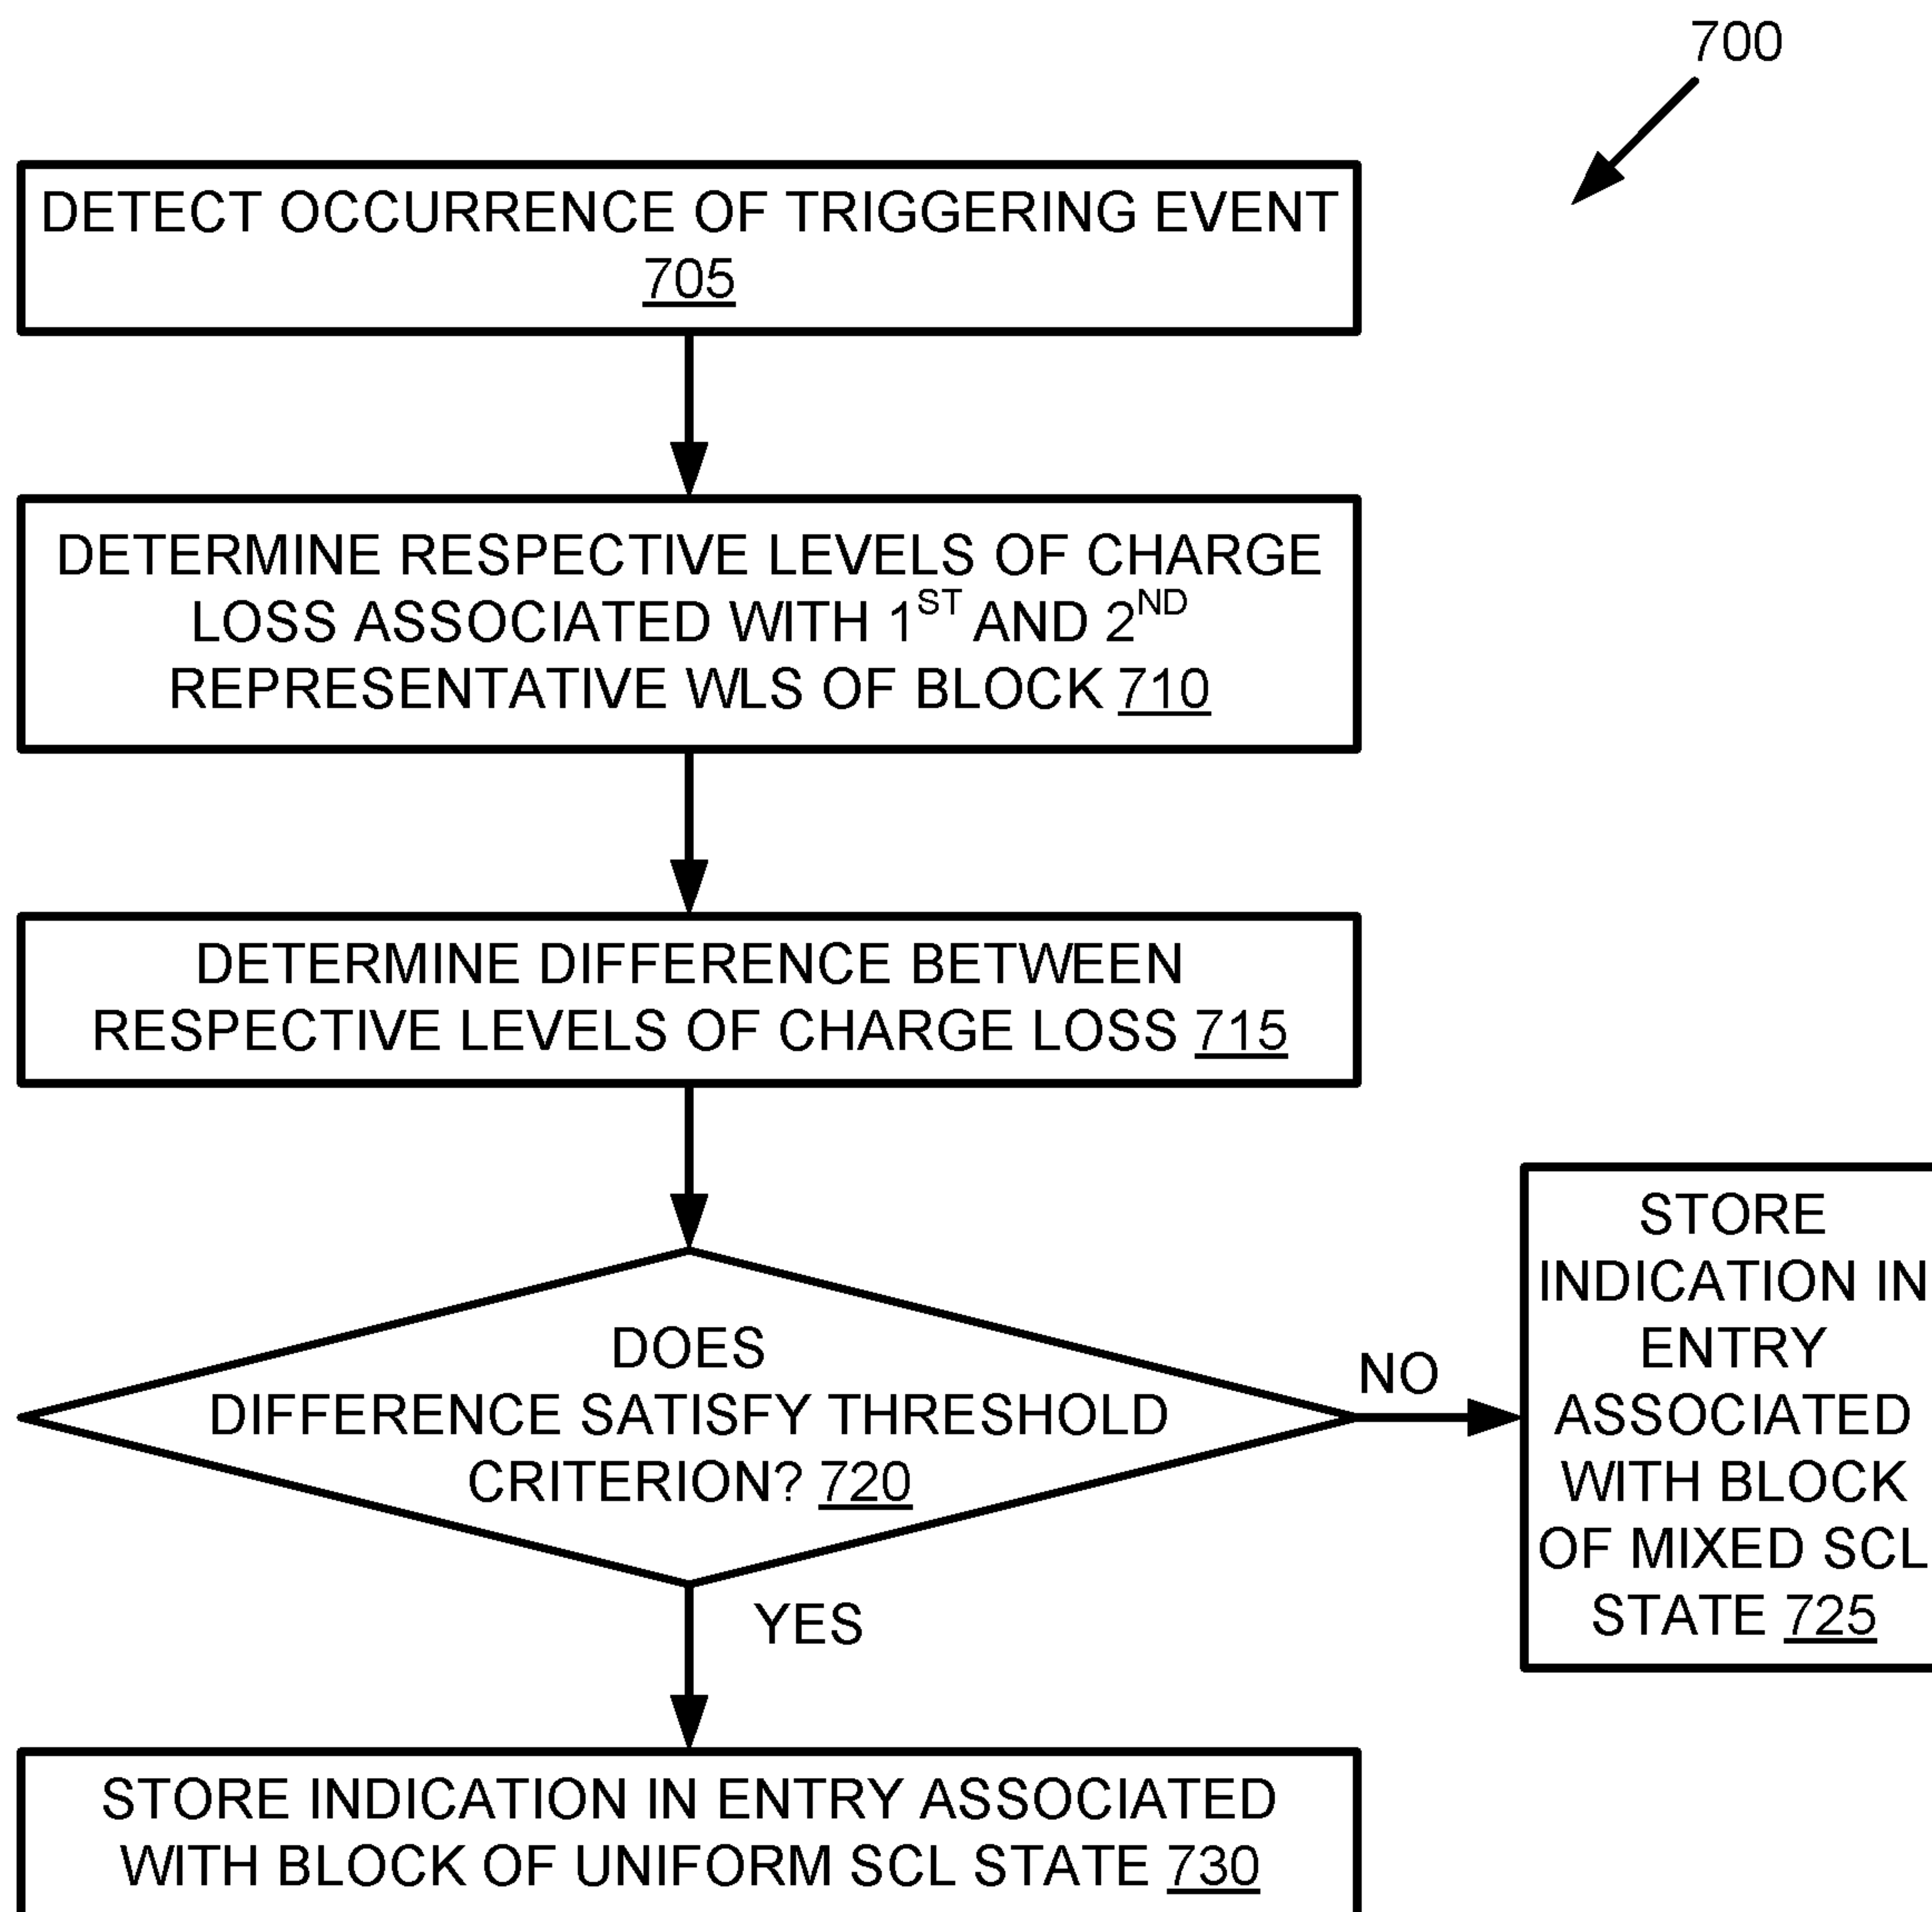 700
DETECT OCCURRENCE OF TRIGGERING EVENT
705
DETERMINE RESPECTIVE LEVELS OF CHARGE
LOSS ASSOCIATED WITH 1ST AND 2ND
REPRESENTATIVE WLS OF BLOCK 710
DETERMINE DIFFERENCE BETWEEN
RESPECTIVE LEVELS OF CHARGE LOSS 715
DOES
DIFFERENCE SATISFY THRESHOLD
CRITERION? 720
NO
STORE
INDICATION IN
ENTRY
ASSOCIATED
WITH BLOCK
OF MIXED SCL
STATE 725
YES
STORE INDICATION IN ENTRY ASSOCIATED
WITH BLOCK OF UNIFORM SCL STATE 730